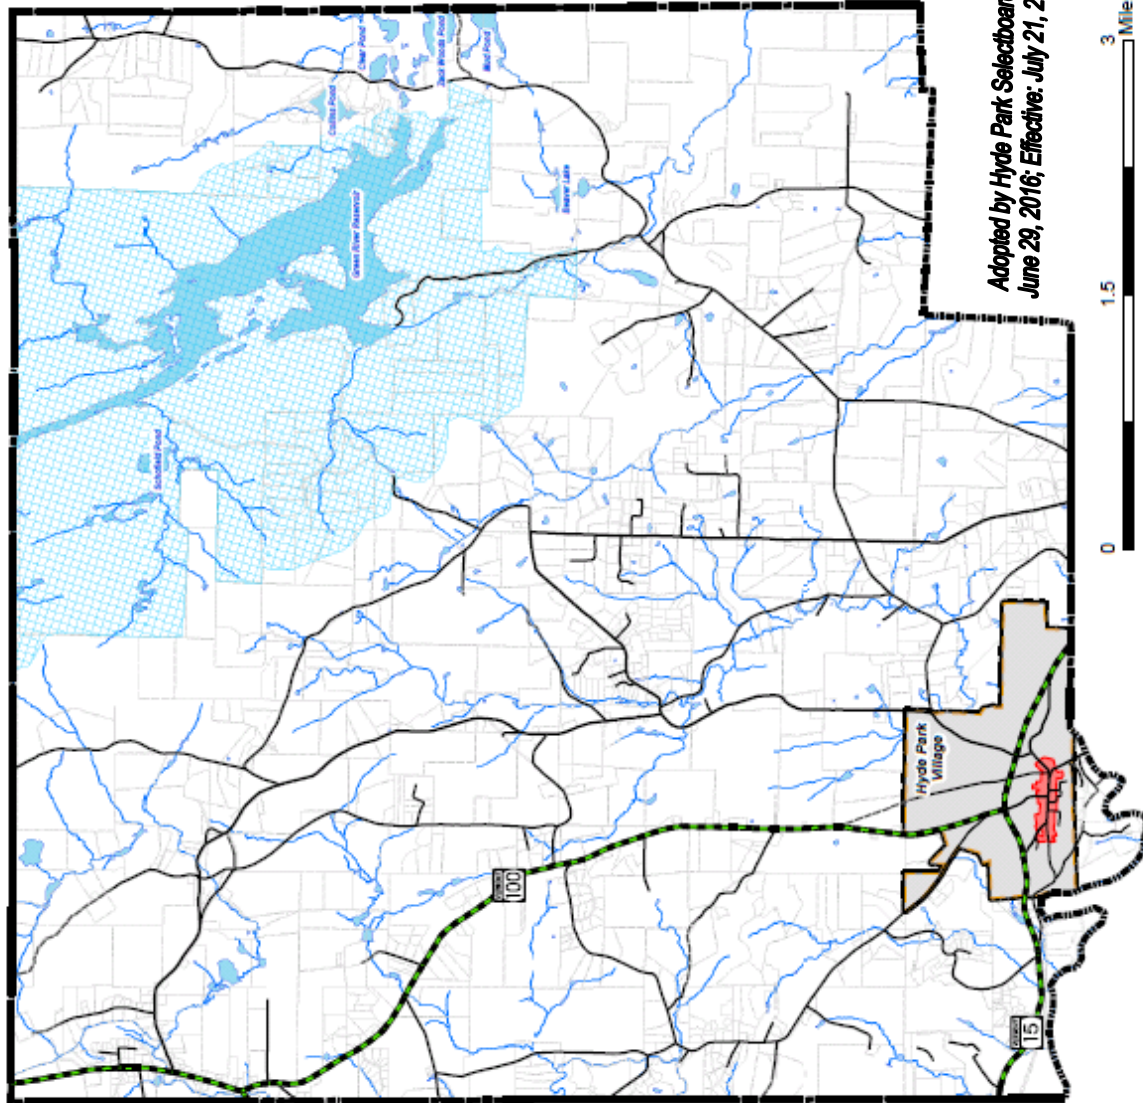 Clear Pond
Zack Woods Pond
Mud Pond
Collins Pond
Beaver Lake
Green River Reservoir
Schofield Pond
Hyde Park
Village
VERMONT
100
VERMONT
15
Adopted by Hyde Park Selectboar
June 29, 2016; Effective: July 21, 2
0
1.5
3
Mile